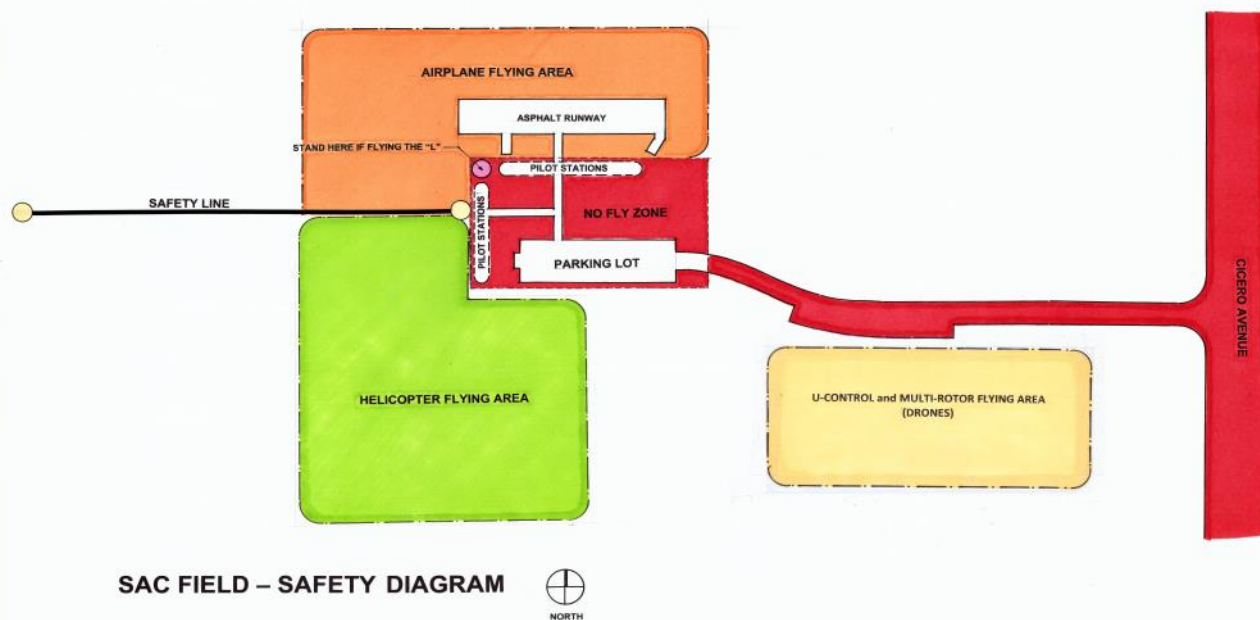 AIRPLANE FLYING AREA
ASPHALT RUNWAY
STAND HERE IF FLYING THE "L"
PILOT STATIONS
SAFETY LINE
PILOT STATIONS
NO FLY ZONE
PARKING LOT
CICERO AVENUE
HELICOPTER FLYING AREA
U-CONTROL and MULTI-ROTOR FLYING AREA
(DRONES)
SAC FIELD – SAFETY DIAGRAM
NORTH